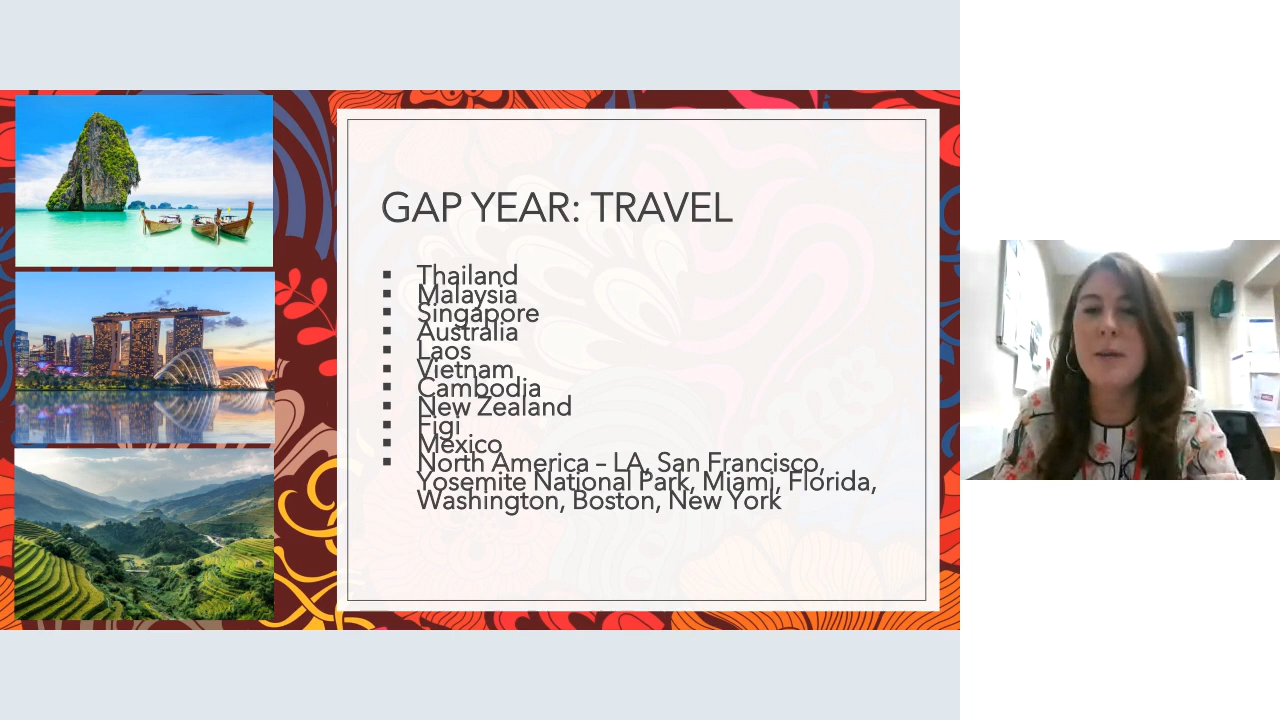 GAP YEAR: TRAVEL
▪ Thailand
▪ Malaysia
▪ Singapore
▪ Australia
▪ Laos
▪ Vietnam
▪ Cambodia
▪ New Zealand
▪ Figi
▪ Mexico
▪ North America – LA, San Francisco,
Yosemite National Park, Miami, Florida,
Washington, Boston, New York